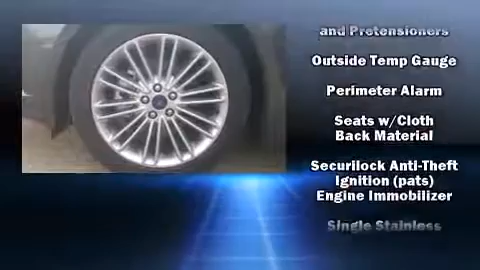 and Pretensioners
Outside Temp Gauge
Perimeter Alarm
Seats w/Cloth
Back Material
Securilock Anti-Theft
Ignition (pats)
Engine Immobilizer
Single Stainless